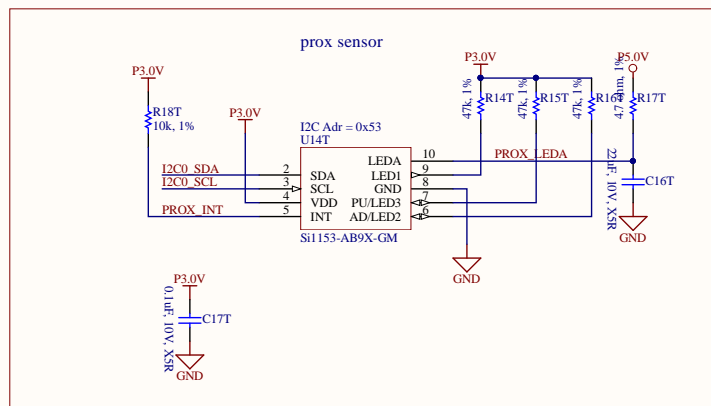 prox sensor
P3.0V
R18T
10k, 1%
P3.0V
I2C Adr = 0x53
U14T
I2C0_SDA
I2C0_SCL
PROX_INT
2
3
4
5
SDA
SCL
VDD
INT
LEDA
LED1
GND
PU/LED3
AD/LED2
10
9
8
7
6
Si1153-AB9X-GM
PROX_LEDA
P3.0V
47k, 1%
R14T
47k, 1%
R15T
47k, 1%
R16T
P5.0V
ohm, 1%
R17T
C16T
10V, X5R
GND
GND
P3.0V
0.1uF, 10V, X5R
C17T
GND